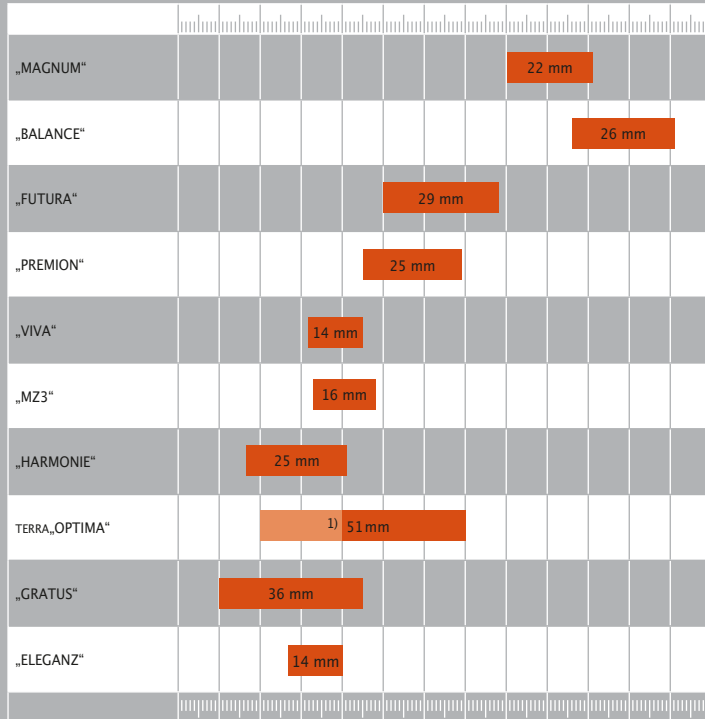 „MAGNUM“ 22 mm
„BALANCE“ 26 mm
„FUTURA“ 29 mm
„PREMION“ 25 mm
„VIVA“ 14 mm
„MZ3“ 16 mm
„HARMONIE“ 25 mm
TERRA„OPTIMA“ 1) 51mm
„GRATUS“ 36 mm
„ELEGANZ“ 14 mm